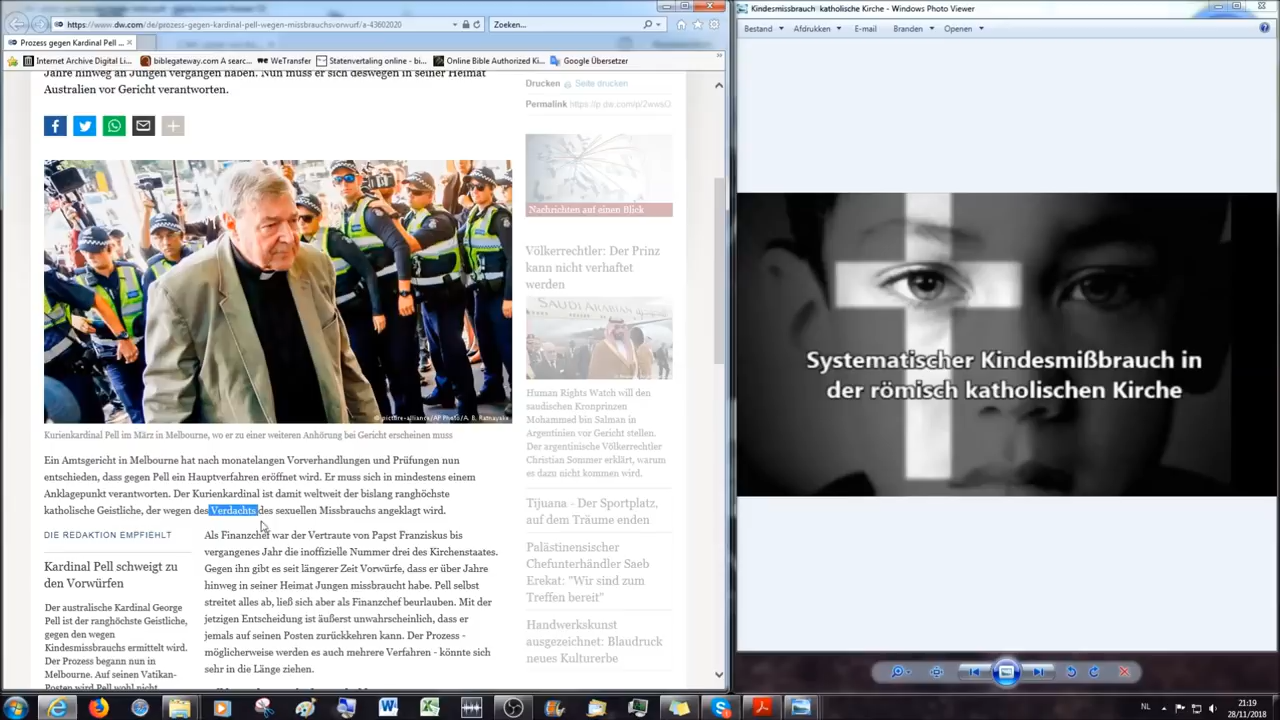 https://www.dw.com/de/prozess-gegen-kardinal-pell-wegen-missbrauchsvorwurf/a-43602020
Zoeken...
Prozess gegen Kardinal Pell ...
Internet Archive Digital Li...
biblegateway.com A searc...
WeTransfer
Statenvertaling online - bi...
Online Bible Authorized Ki...
Google Übersetzer
Jahre hinweg an Jungen vergangen haben. Nun muss er sich deswegen in seiner Heimat
Australien vor Gericht verantworten.
© picture-alliance/AP Photo/A. B. Ratnayake
Kurienkardinal Pell im März in Melbourne, wo er zu einer weiteren Anhörung bei Gericht erscheinen muss
Ein Amtsgericht in Melbourne hat nach monatelangen Vorverhandlungen und Prüfungen nun
entschieden, dass gegen Pell ein Hauptverfahren eröffnet wird. Er muss sich in mindestens einem
Anklagepunkt verantworten. Der Kurienkardinal ist damit weltweit der bislang ranghöchste
katholische Geistliche, der wegen des Verdachts des sexuellen Missbrauchs angeklagt wird.
DIE REDAKTION EMPFIEHLT
Kardinal Pell schweigt zu
den Vorwürfen
Der australische Kardinal George
Pell ist der ranghöchste Geistliche,
gegen den wegen
Kindesmissbrauchs ermittelt wird.
Der Prozess begann nun in
Melbourne. Auf seinen Vatikan-
Posten wird Pell wohl nicht
Als Finanzchef war der Vertraute von Papst Franziskus bis
vergangenes Jahr die inoffizielle Nummer drei des Kirchenstaates.
Gegen ihn gibt es seit längerer Zeit Vorwürfe, dass er über Jahre
hinweg in seiner Heimat Jungen missbraucht habe. Pell selbst
streitet alles ab, ließ sich aber als Finanzchef beurlauben. Mit der
jetzigen Entscheidung ist äußerst unwahrscheinlich, dass er
jemals auf seinen Posten zurückkehren kann. Der Prozess -
möglicherweise werden es auch mehrere Verfahren - könnte sich
sehr in die Länge ziehen.
Drucken Seite drucken
Permalink https://p.dw.com/p/2wwsU
Nachrichten auf einen Blick
Völkerrechtler: Der Prinz
kann nicht verhaftet
werden
SAUDI ARABIAN
Human Rights Watch will den
saudischen Kronprinzen
Mohammed bin Salman in
Argentinien vor Gericht stellen.
Der argentinische Völkerrechtler
Christian Sommer erklärt, warum
es dazu nicht kommen wird.
Tijuana - Der Sportplatz,
auf dem Träume enden
Palästinensischer
Chefunterhändler Saeb
Erekat: "Wir sind zum
Treffen bereit"
Handwerkskunst
ausgezeichnet: Blaudruck
neues Kulturerbe
Kindesmissbrauch katholische Kirche - Windows Photo Viewer
Bestand
Afdrukken
E-mail
Branden
Openen
Systematischer Kindesmißbrauch in
der römisch katholischen Kirche
NL
21:19
28/11/2018